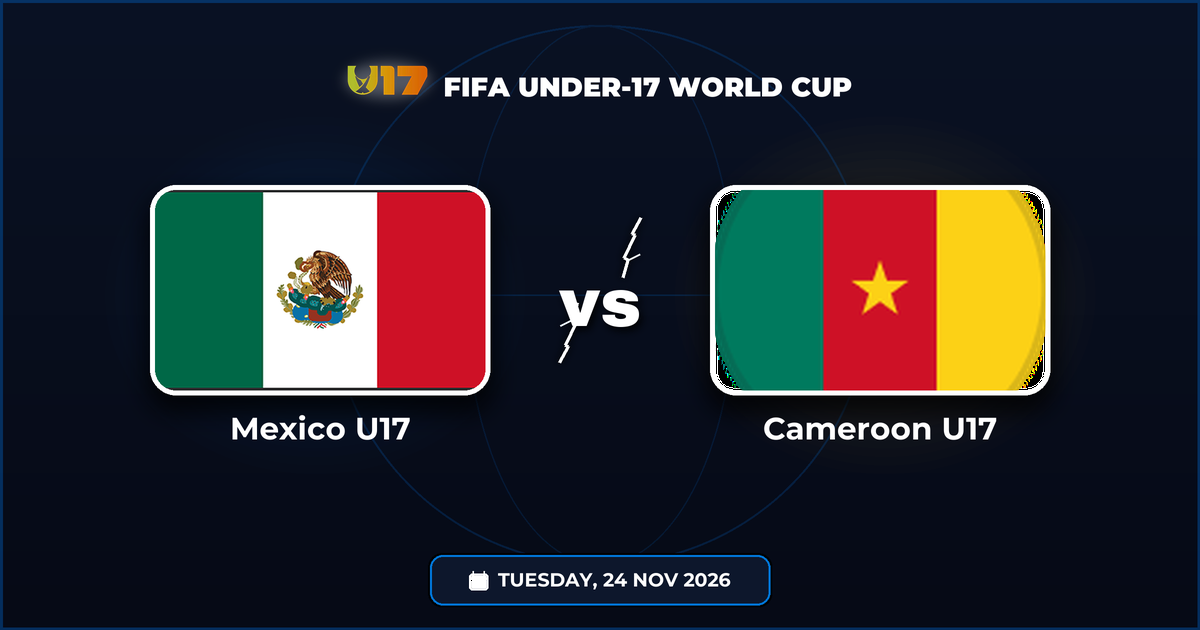 U17 FIFA UNDER-17 WORLD CUP
VS
Mexico U17
Cameroon U17
TUESDAY, 24 NOV 2026